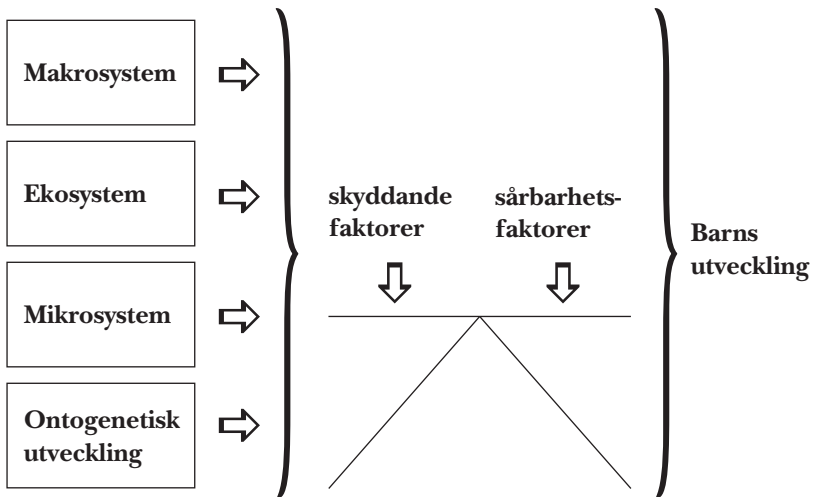 Makrosystem
Ekosystem
Mikrosystem
Ontogenetisk
utveckling
skyddande
faktorer
sårbarhets-
faktorer
Barns
utveckling